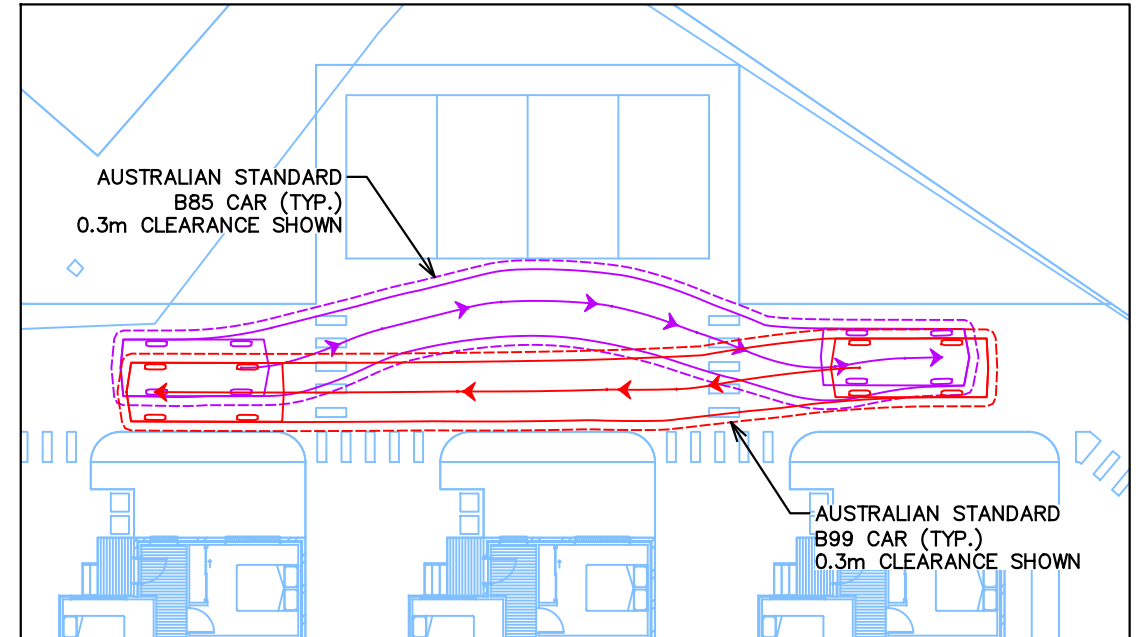 AUSTRALIAN STANDARD
B85 CAR (TYP.)
0.3m CLEARANCE SHOWN
AUSTRALIAN STANDARD
B99 CAR (TYP.)
0.3m CLEARANCE SHOWN